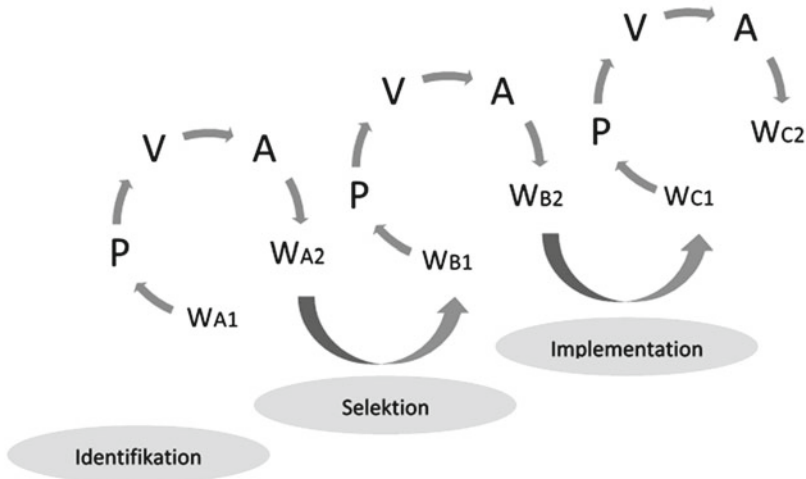 V
A
P
WA1
WA2
Identifikation
V
A
P
WB1
WB2
Selektion
V
A
P
WC1
WC2
Implementation